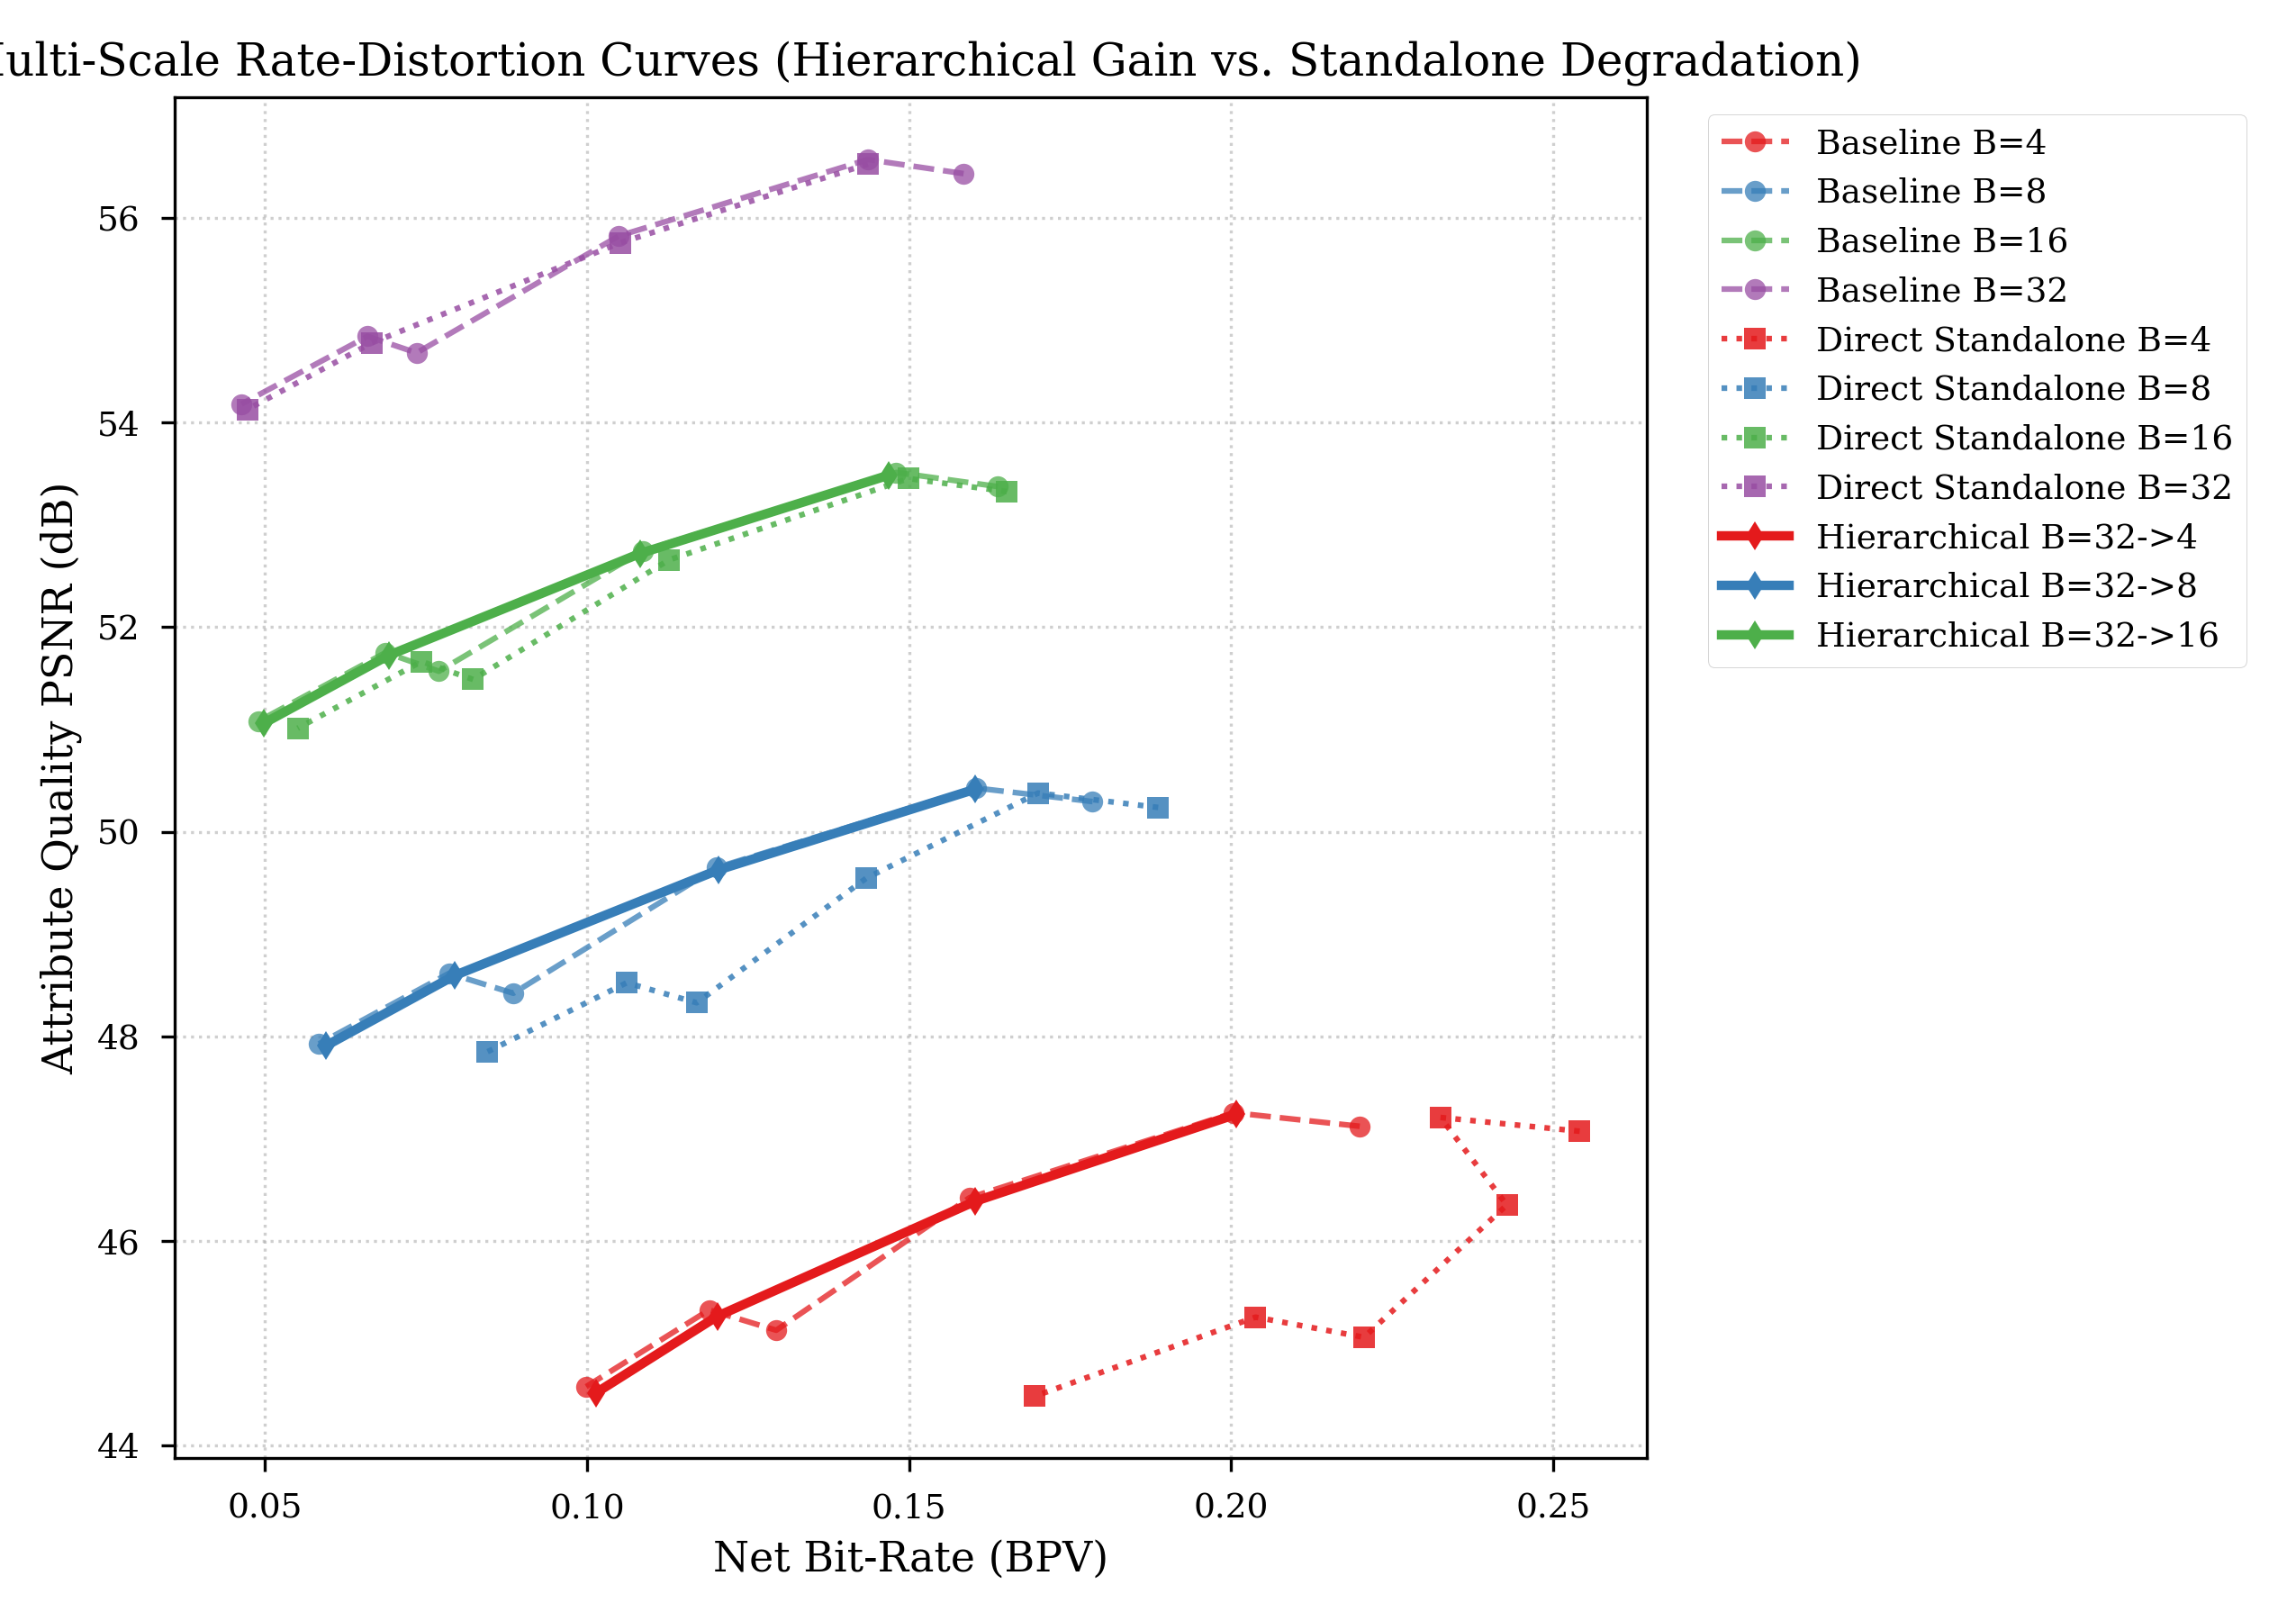 ulti-Scale Rate-Distortion Curves (Hierarchical Gain vs. Standalone Degradation)
Attribute Quality PSNR (dB)
56
54
52
50
48
46
44
0.05 0.10 0.15 0.20 0.25
Net Bit-Rate (BPV)
Baseline B=4
Baseline B=8
Baseline B=16
Baseline B=32
Direct Standalone B=4
Direct Standalone B=8
Direct Standalone B=16
Direct Standalone B=32
Hierarchical B=32->4
Hierarchical B=32->8
Hierarchical B=32->16